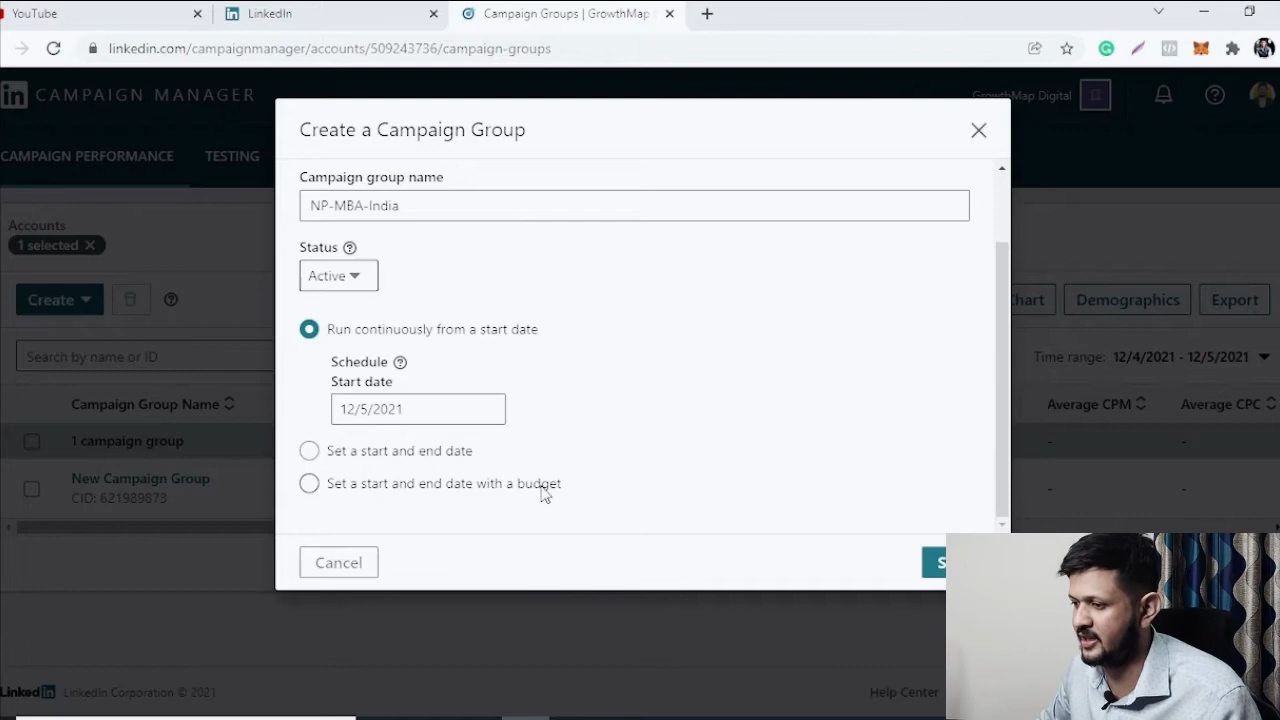 YouTube
LinkedIn
Campaign Groups | GrowthMap
linkedin.com/campaignmanager/accounts/509243736/campaign-groups
in CAMPAIGN MANAGER
GrowthMap Digital
CAMPAIGN PERFORMANCE
TESTING
Accounts
1 selected
Create
Chart
Demographics
Export
Search by name or ID
Time range: 12/4/2021 - 12/5/2021
Campaign Group Name
Average CPM
Average CPC
1 campaign group
-
-
New Campaign Group
CID: 621989873
-
-
Create a Campaign Group
Campaign group name
NP-MBA-India
Status
Active
Run continuously from a start date
Schedule
Start date
12/5/2021
Set a start and end date
Set a start and end date with a budget
Cancel
S
Linked in LinkedIn Corporation © 2021
Help Center